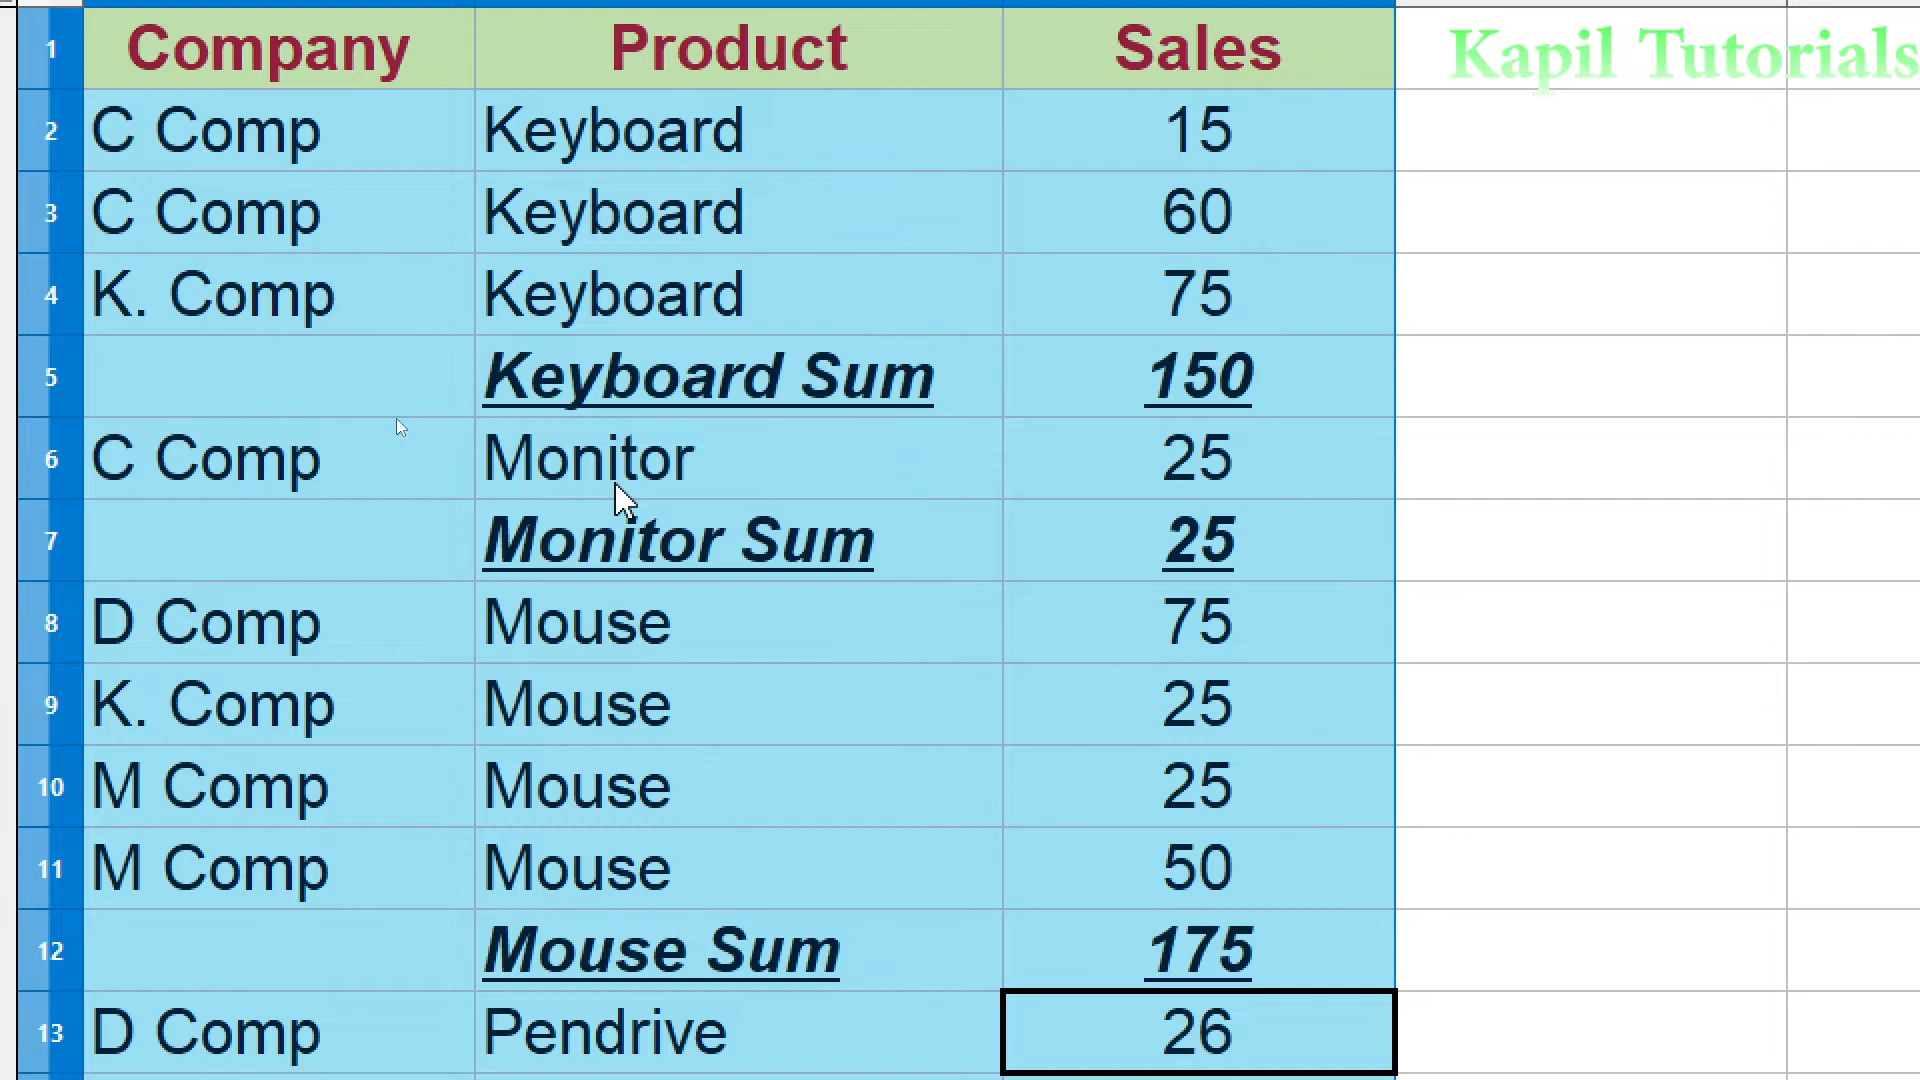 1 Company Product Sales Kapil Tutorials
2 C Comp Keyboard 15
3 C Comp Keyboard 60
4 K. Comp Keyboard 75
5 Keyboard Sum 150
6 C Comp Monitor 25
7 Monitor Sum 25
8 D Comp Mouse 75
9 K. Comp Mouse 25
10 M Comp Mouse 25
11 M Comp Mouse 50
12 Mouse Sum 175
13 D Comp Pendrive 26